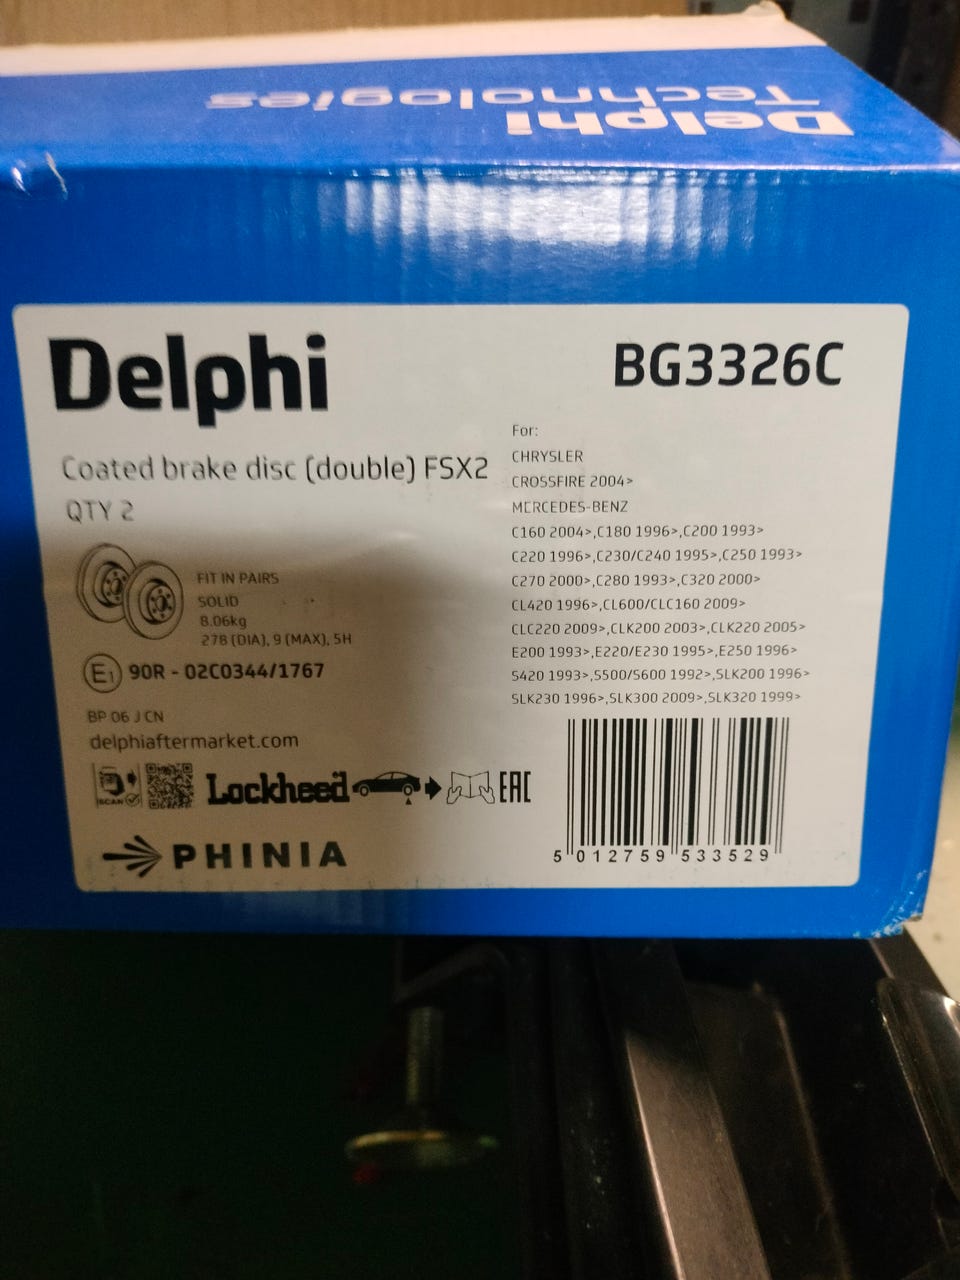 Delphi
Technologies
Delphi
BG3326C
Coated brake disc (double) FSX2
QTY 2
FIT IN PAIRS
SOLID
8.06kg
278 (DIA), 9 (MAX), 5H
E1 90R - 02C0344/1767
BP 06 J CN
delphiaftermarket.com
SCAN
Lockheed
EAC
PHINIA
For:
CHRYSLER
CROSSFIRE 2004>
MERCEDES-BENZ
C160 2004>,C180 1996>,C200 1993>
C220 1996>,C230/C240 1995>,C250 1993>
C270 2000>,C280 1993>,C320 2000>
CL420 1996>,CL600/CLC160 2009>
CLC220 2009>,CLK200 2003>,CLK220 2005>
E200 1993>,E220/E230 1995>,E250 1996>
S420 1993>,S500/S600 1992>,SLK200 1996>
SLK230 1996>,SLK300 2009>,SLK320 1999>
5 012759 533529